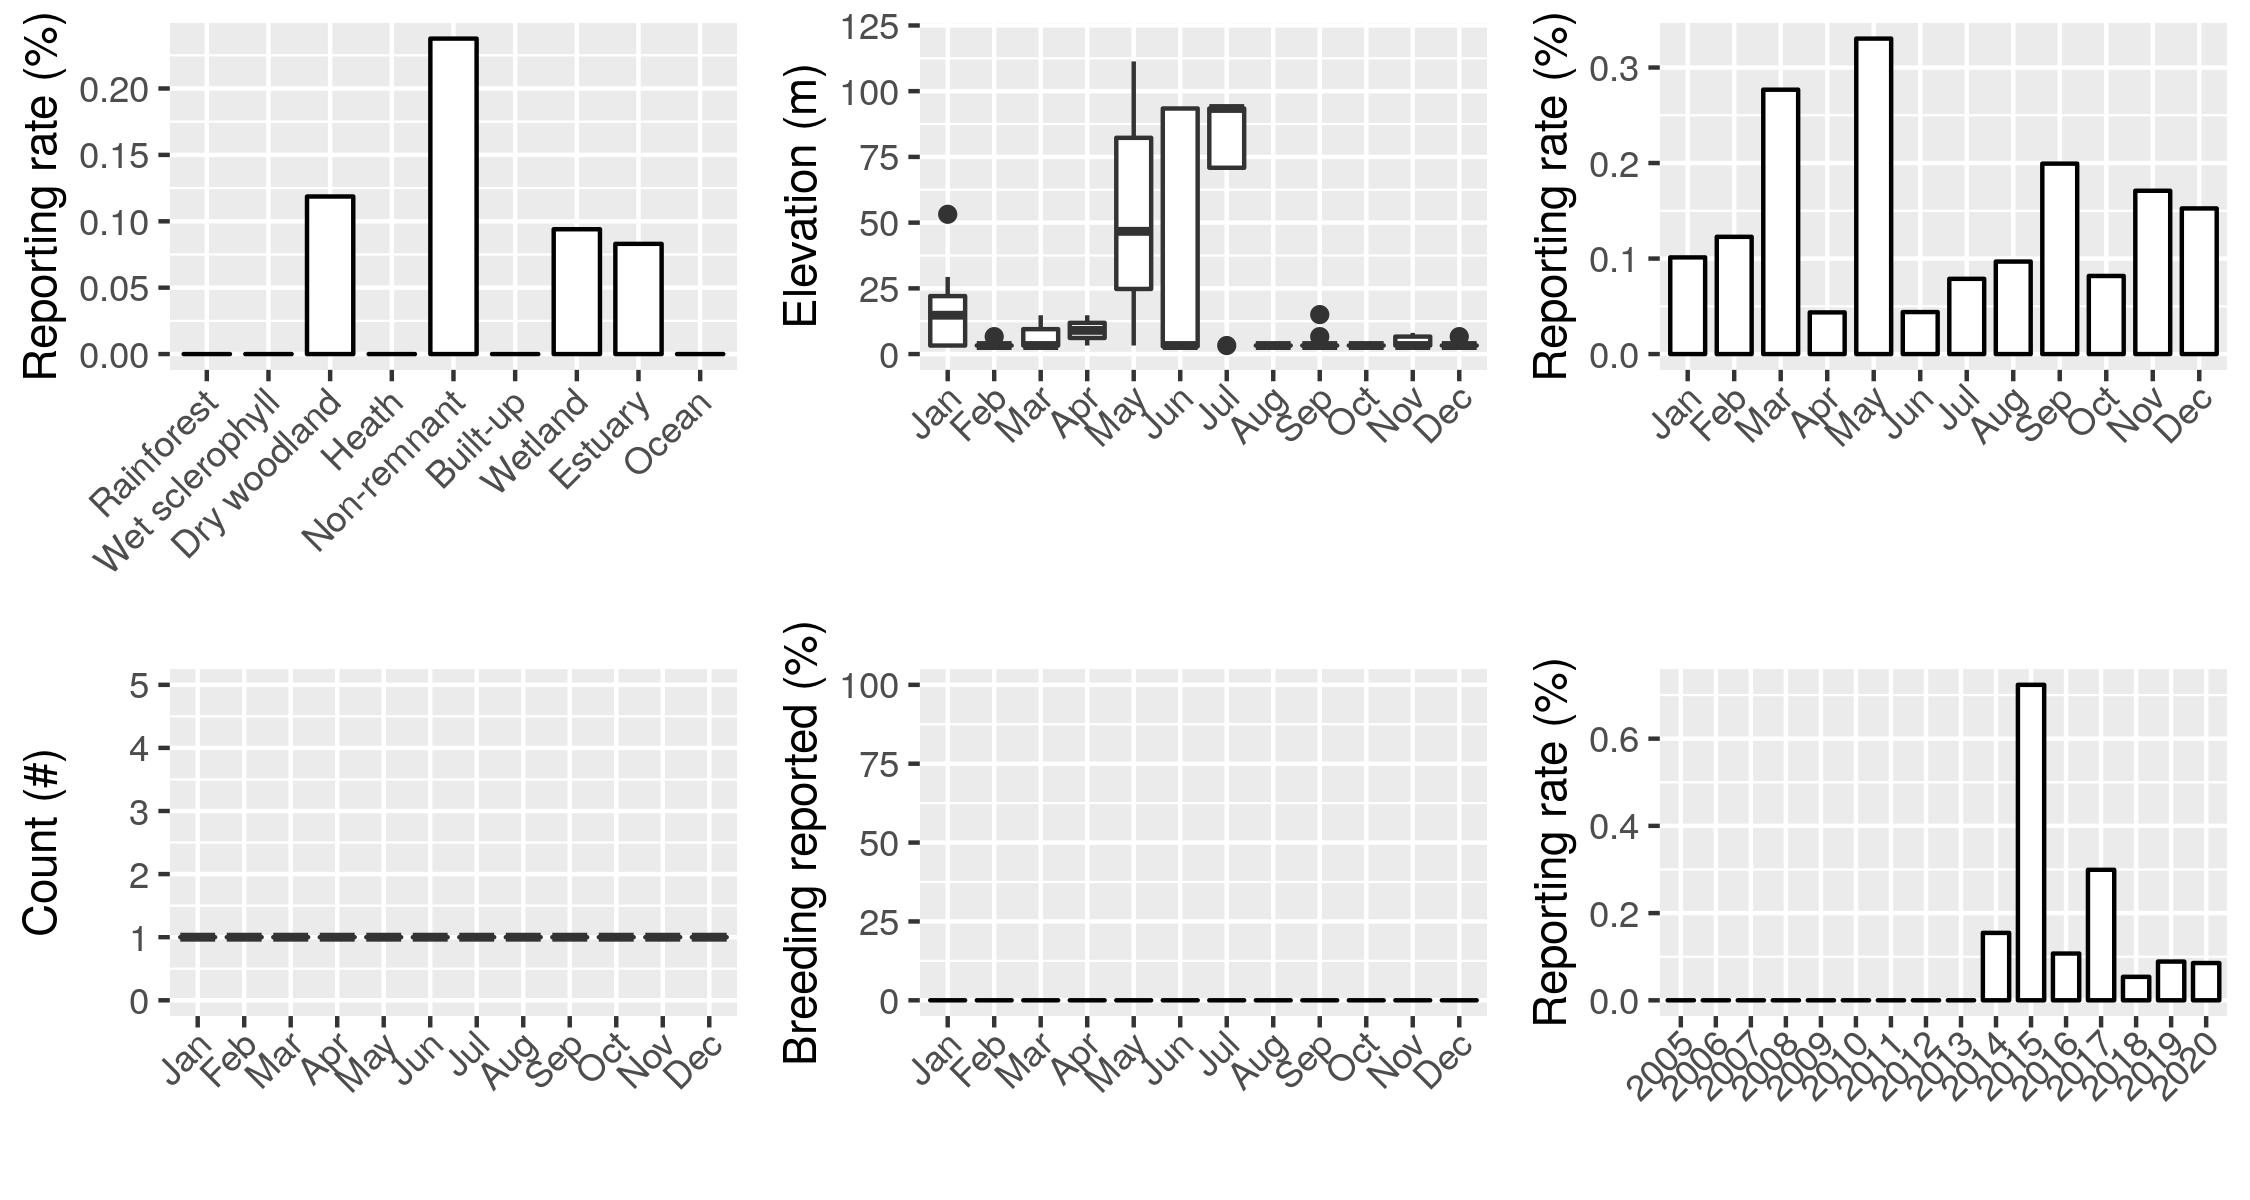 Reporting rate (%)
0.20
0.15
0.10
0.05
0.00
Rainforest
Wet sclerophyll
Dry woodland
Heath
Non-remnant
Built-up
Wetland
Estuary
Ocean
Elevation (m)
125
100
75
50
25
0
Jan Feb Mar Apr May Jun Jul Aug Sep Oct Nov Dec
Reporting rate (%)
0.3
0.2
0.1
0.0
Jan Feb Mar Apr May Jun Jul Aug Sep Oct Nov Dec
Count (#)
5
4
3
2
1
0
Jan Feb Mar Apr May Jun Jul Aug Sep Oct Nov Dec
Breeding reported (%)
100
75
50
25
0
Jan Feb Mar Apr May Jun Jul Aug Sep Oct Nov Dec
Reporting rate (%)
0.6
0.4
0.2
0.0
2005 2006 2007 2008 2009 2010 2011 2012 2013 2014 2015 2016 2017 2018 2019 2020